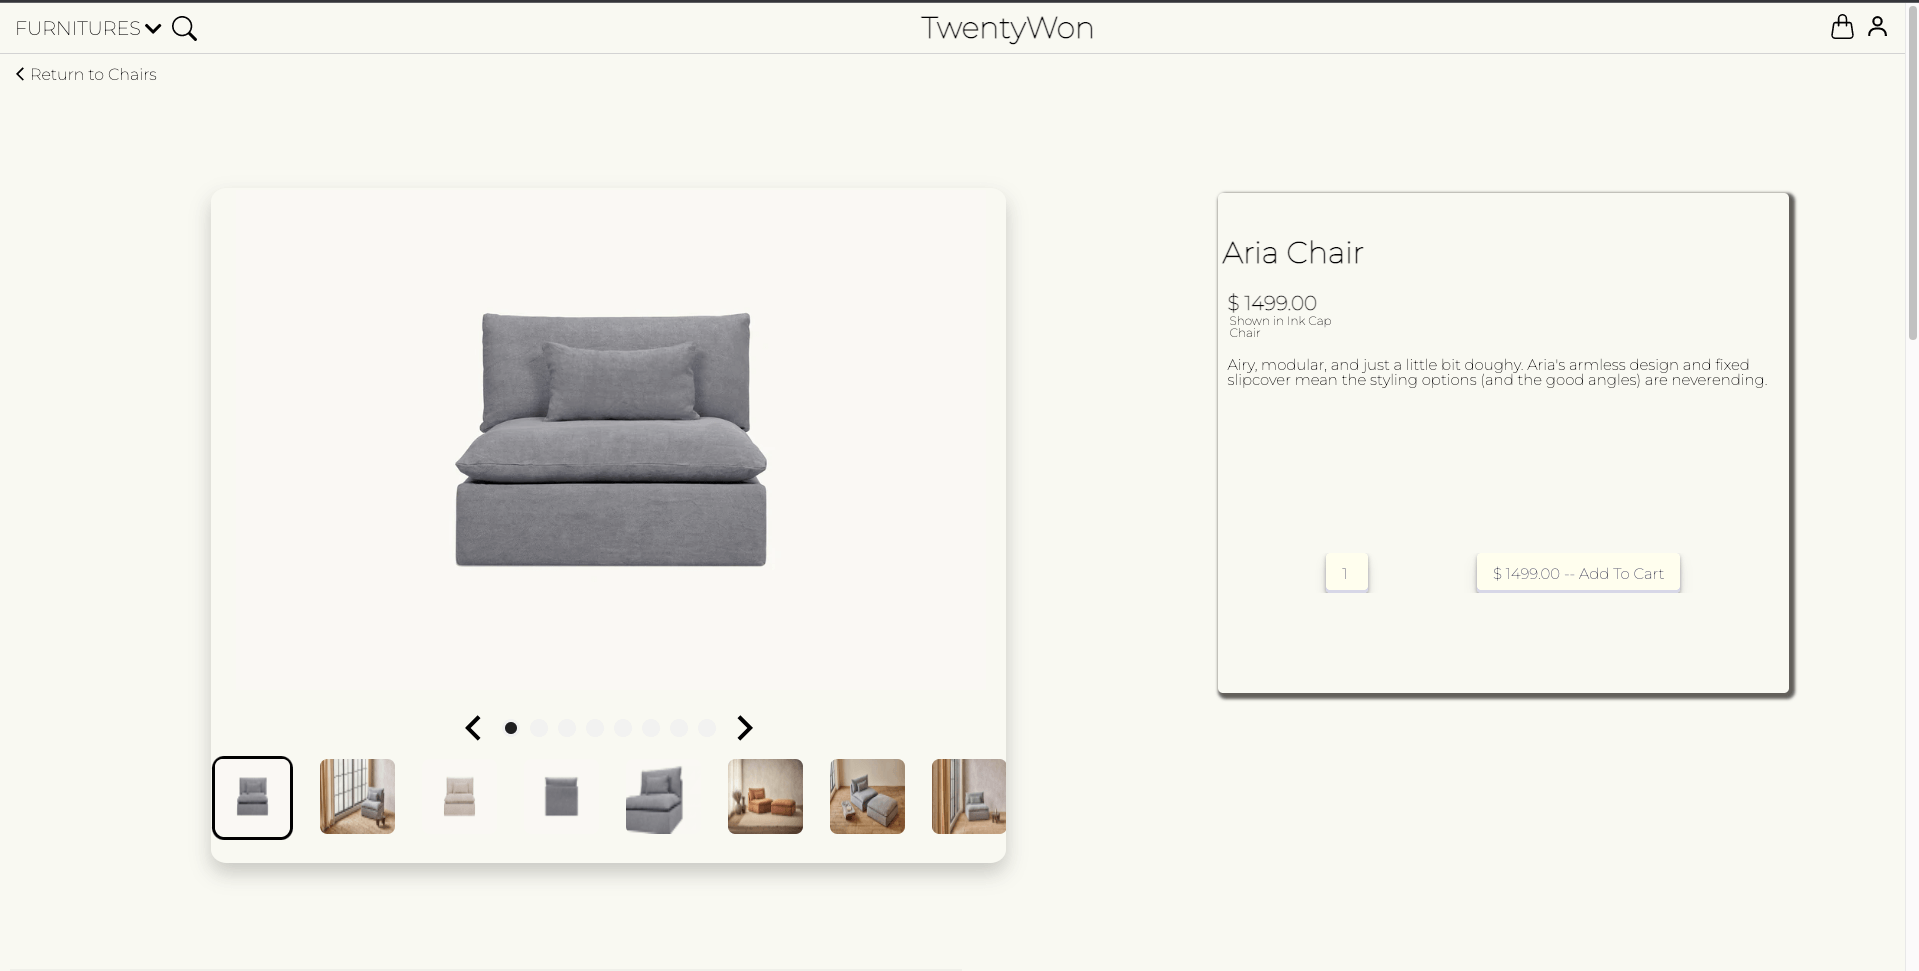 FURNITURES
TwentyWon
Return to Chairs
Aria Chair
$ 1499.00
Shown in Ink Cap
Chair
Airy, modular, and just a little bit doughy. Aria's armless design and fixed
slipcover mean the styling options (and the good angles) are neverending.
1
$ 1499.00 -- Add To Cart